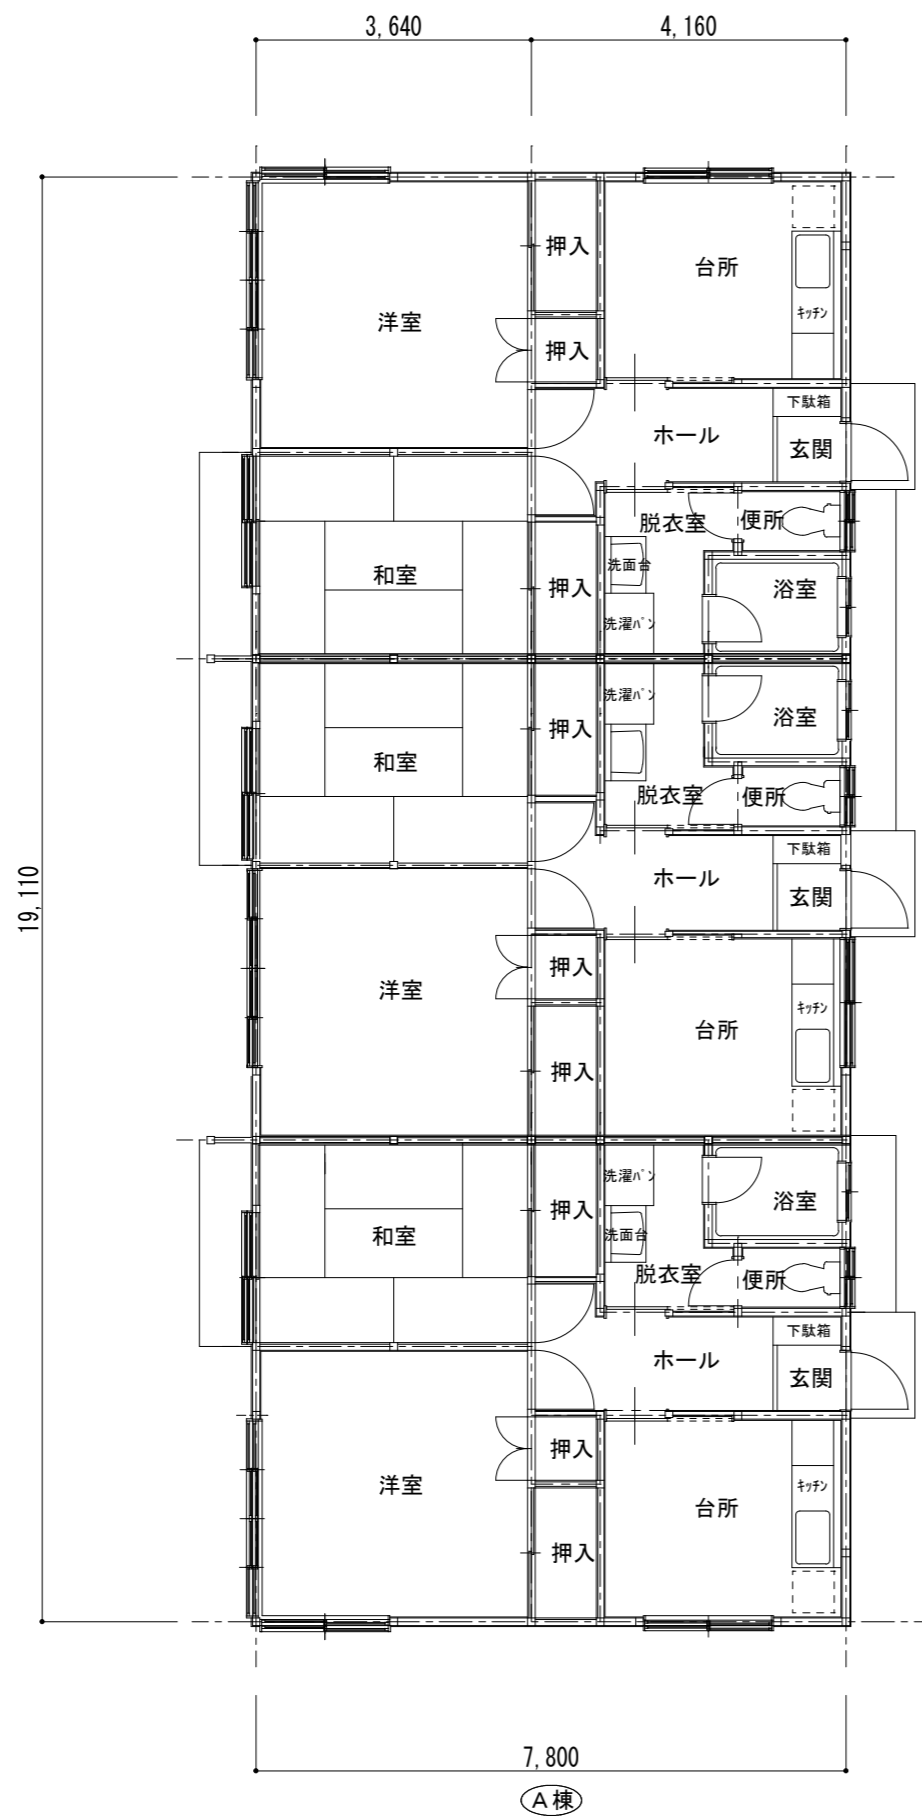 3,640
4,160
押入
台所
洋室
キッチン
押入
下駄箱
ホール
玄関
脱衣室
便所
洗面台
和室
押入
浴室
洗濯パン
洗濯パン
浴室
押入
和室
脱衣室
便所
下駄箱
ホール
玄関
19,110
押入
洋室
キッチン
台所
押入
洗濯パン
浴室
押入
和室
洗面台
脱衣室
便所
下駄箱
ホール
玄関
押入
洋室
キッチン
台所
押入
7,800
A棟